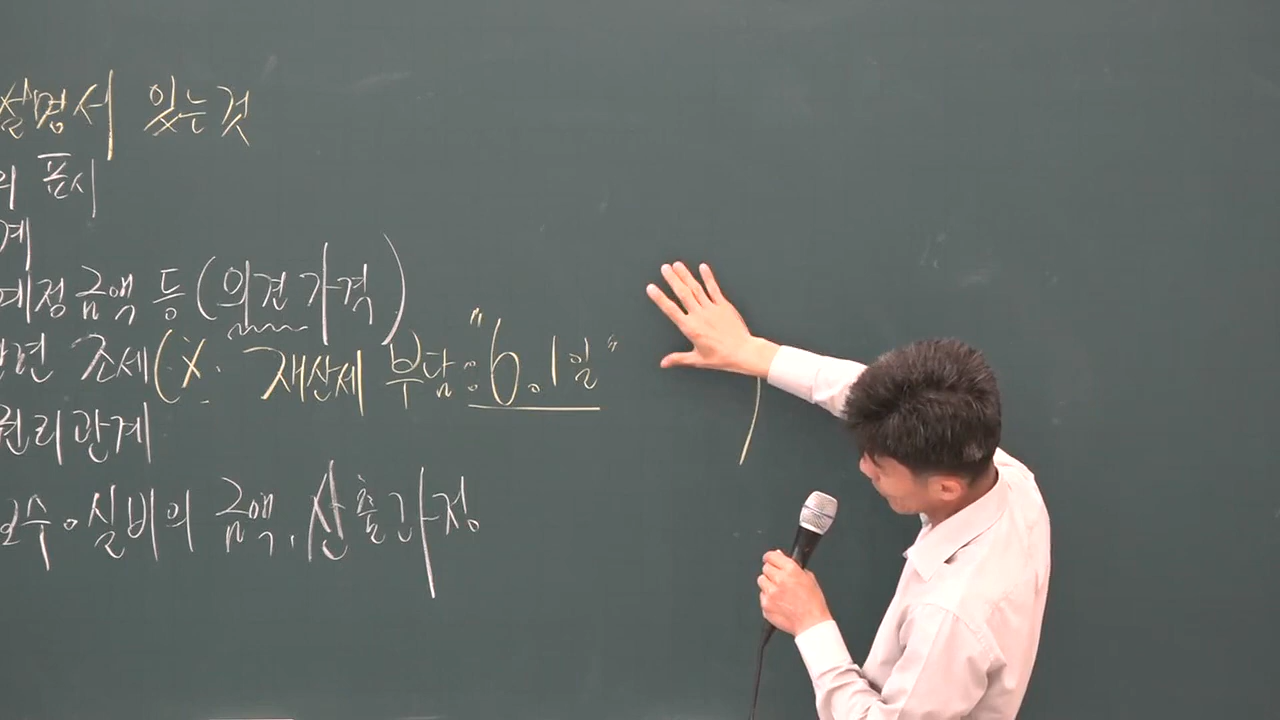 설명서 있는것
위 표시
계
예정금액 등(의견가격)
관련 조세(X: 재산세 부담: "6.1일"
권리관계
보수·실비의 금액, 산출과정